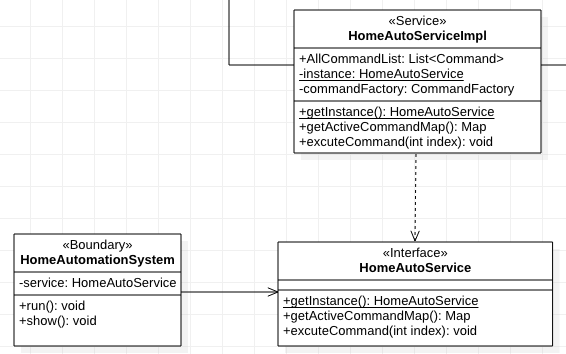 «Service»
HomeAutoServiceImpl
+AllCommandList: List<Command>
-instance: HomeAutoService
-commandFactory: CommandFactory
+getInstance(): HomeAutoService
+getActiveCommandMap(): Map
+excuteCommand(int index): void
«Boundary»
HomeAutomationSystem
-service: HomeAutoService
+run(): void
+show(): void
«Interface»
HomeAutoService
+getInstance(): HomeAutoService
+getActiveCommandMap(): Map
+excuteCommand(int index): void